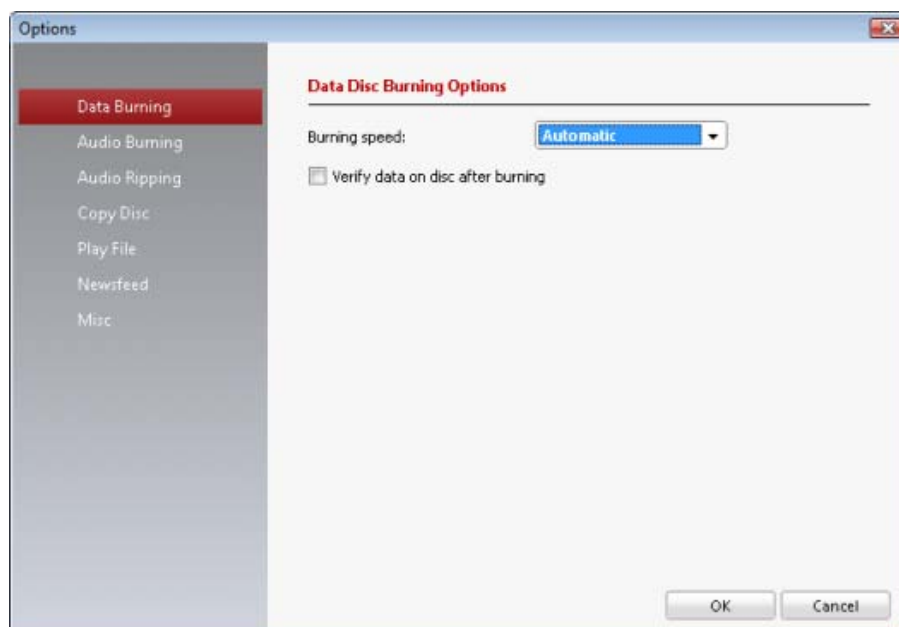 Options
Data Burning
Audio Burning
Audio Ripping
Copy Disc
Play File
Newsfeed
Misc
Data Disc Burning Options
Burning speed:
Automatic
Verify data on disc after burning
OK
Cancel